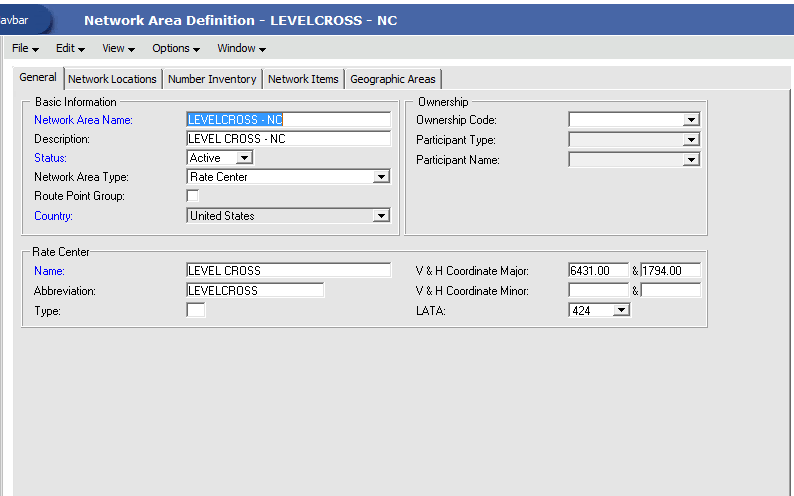 avbar Network Area Definition - LEVELCROSS - NC
File Edit View Options Window
General Network Locations Number Inventory Network Items Geographic Areas
Basic Information
Network Area Name: LEVELCROSS - NC
Description: LEVEL CROSS - NC
Status: Active
Network Area Type: Rate Center
Route Point Group:
Country: United States
Ownership
Ownership Code:
Participant Type:
Participant Name:
Rate Center
Name: LEVEL CROSS
Abbreviation: LEVELCROSS
Type:
V & H Coordinate Major: 6431.00 & 1794.00
V & H Coordinate Minor: &
LATA: 424